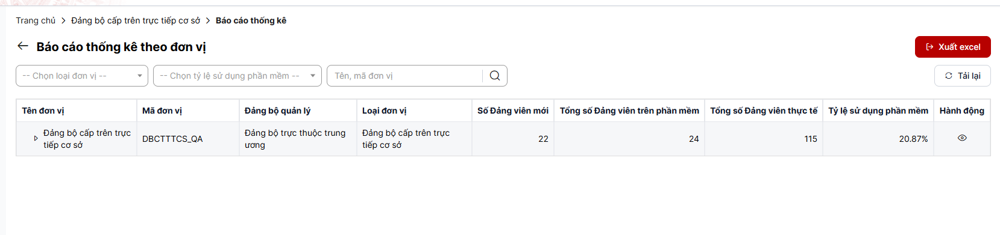 Trang chủ > Đảng bộ cấp trên trực tiếp cơ sở > Báo cáo thống kê
Báo cáo thống kê theo đơn vị
Xuất excel
-- Chọn loại đơn vị --
-- Chọn tỷ lệ sử dụng phần mềm --
Tên, mã đơn vị
Tải lại
Tên đơn vị Mã đơn vị Đảng bộ quản lý Loại đơn vị Số Đảng viên mới Tổng số Đảng viên trên phần mềm Tổng số Đảng viên thực tế Tỷ lệ sử dụng phần mềm Hành động
Đảng bộ cấp trên trực
tiếp cơ sở
DBCTTTCS_QA
Đảng bộ trực thuộc trung
ương
Đảng bộ cấp trên trực
tiếp cơ sở
22
24
115
20.87%